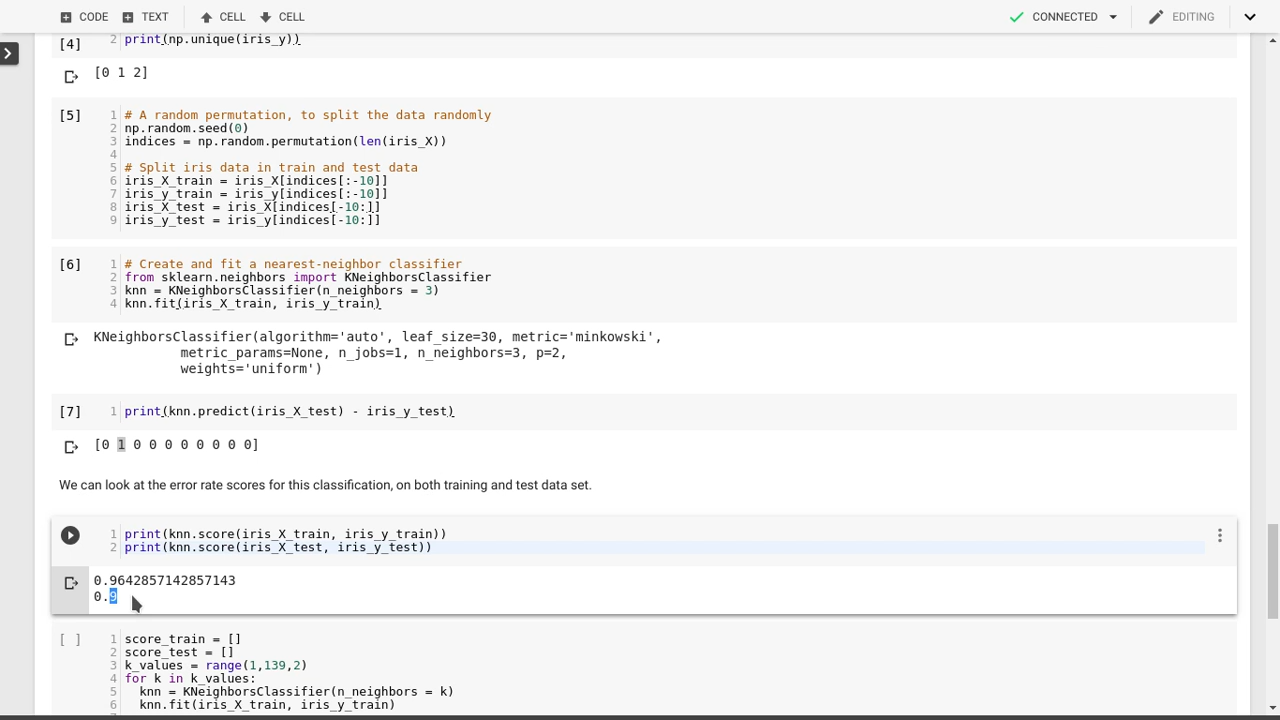 CODE TEXT CELL CELL CONNECTED EDITING
[4] 2 print(np.unique(iris_y))
[0 1 2]
[5] 1 # A random permutation, to split the data randomly
2 np.random.seed(0)
3 indices = np.random.permutation(len(iris_X))
4
5 # Split iris data in train and test data
6 iris_X_train = iris_X[indices[:-10]]
7 iris_y_train = iris_y[indices[:-10]]
8 iris_X_test = iris_X[indices[-10:]]
9 iris_y_test = iris_y[indices[-10:]]
[6] 1 # Create and fit a nearest-neighbor classifier
2 from sklearn.neighbors import KNeighborsClassifier
3 knn = KNeighborsClassifier(n_neighbors = 3)
4 knn.fit(iris_X_train, iris_y_train)
KNeighborsClassifier(algorithm='auto', leaf_size=30, metric='minkowski',
metric_params=None, n_jobs=1, n_neighbors=3, p=2,
weights='uniform')
[7] 1 print(knn.predict(iris_X_test) - iris_y_test)
[0 1 0 0 0 0 0 0 0 0]
We can look at the error rate scores for this classification, on both training and test data set.
1 print(knn.score(iris_X_train, iris_y_train))
2 print(knn.score(iris_X_test, iris_y_test))
0.9642857142857143
0.9
[ ] 1 score_train = []
2 score_test = []
3 k_values = range(1,139,2)
4 for k in k_values:
5 knn = KNeighborsClassifier(n_neighbors = k)
6 knn.fit(iris_X_train, iris_y_train)